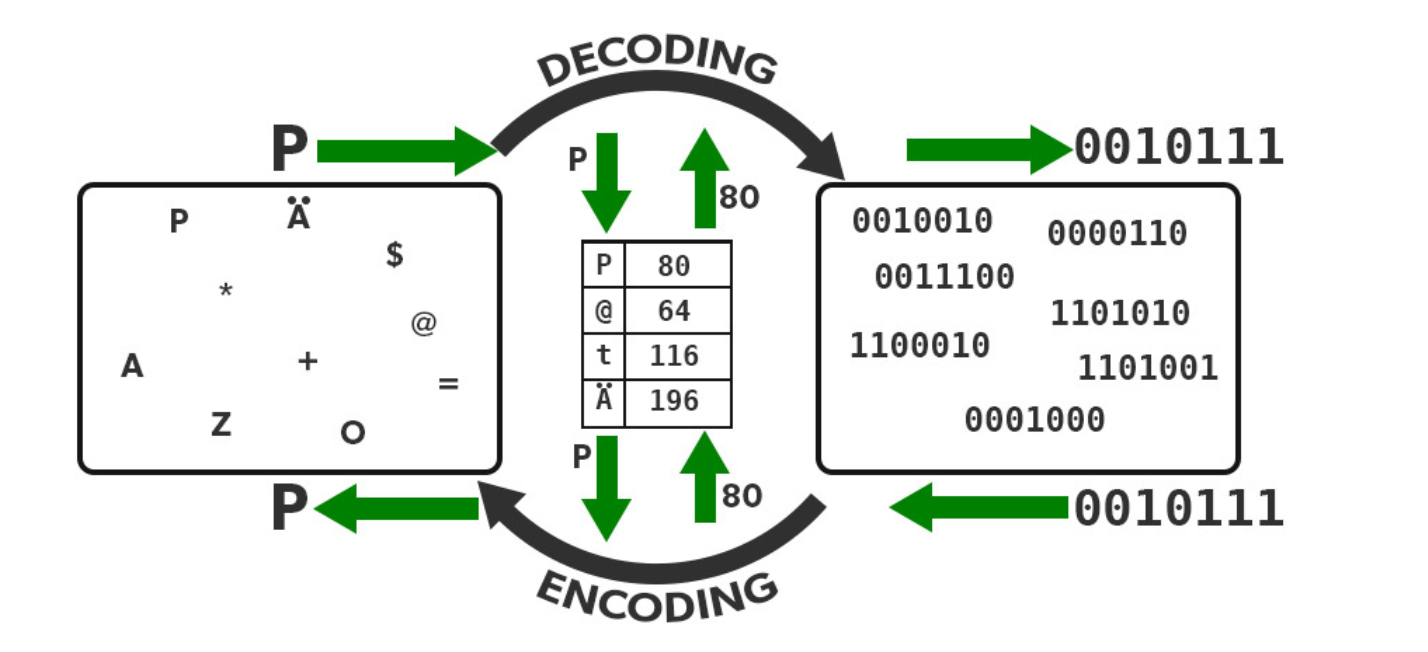 DECODING
P
0010111
P
80
P
Ä
$
*
@
A
+
=
Z
O
P 80
@ 64
t 116
Ä 196
0010010
0000110
0011100
1101010
1100010
1101001
0001000
P
80
P
0010111
ENCODING